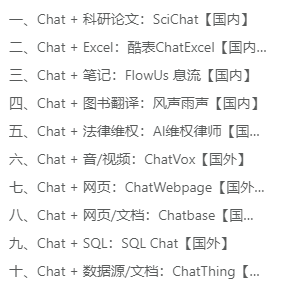 一、Chat + 科研论文：SciChat【国内】
二、Chat + Excel：酷表ChatExcel【国内...
三、Chat + 笔记：FlowUs 息流【国内】
四、Chat + 图书翻译：风声雨声【国内】
五、Chat + 法律维权：AI维权律师【国...
六、Chat + 音/视频：ChatVox【国外】
七、Chat + 网页：ChatWebpage【国外...
八、Chat + 网页/文档：Chatbase【国...
九、Chat + SQL：SQL Chat【国外】
十、Chat + 数据源/文档：ChatThing【...